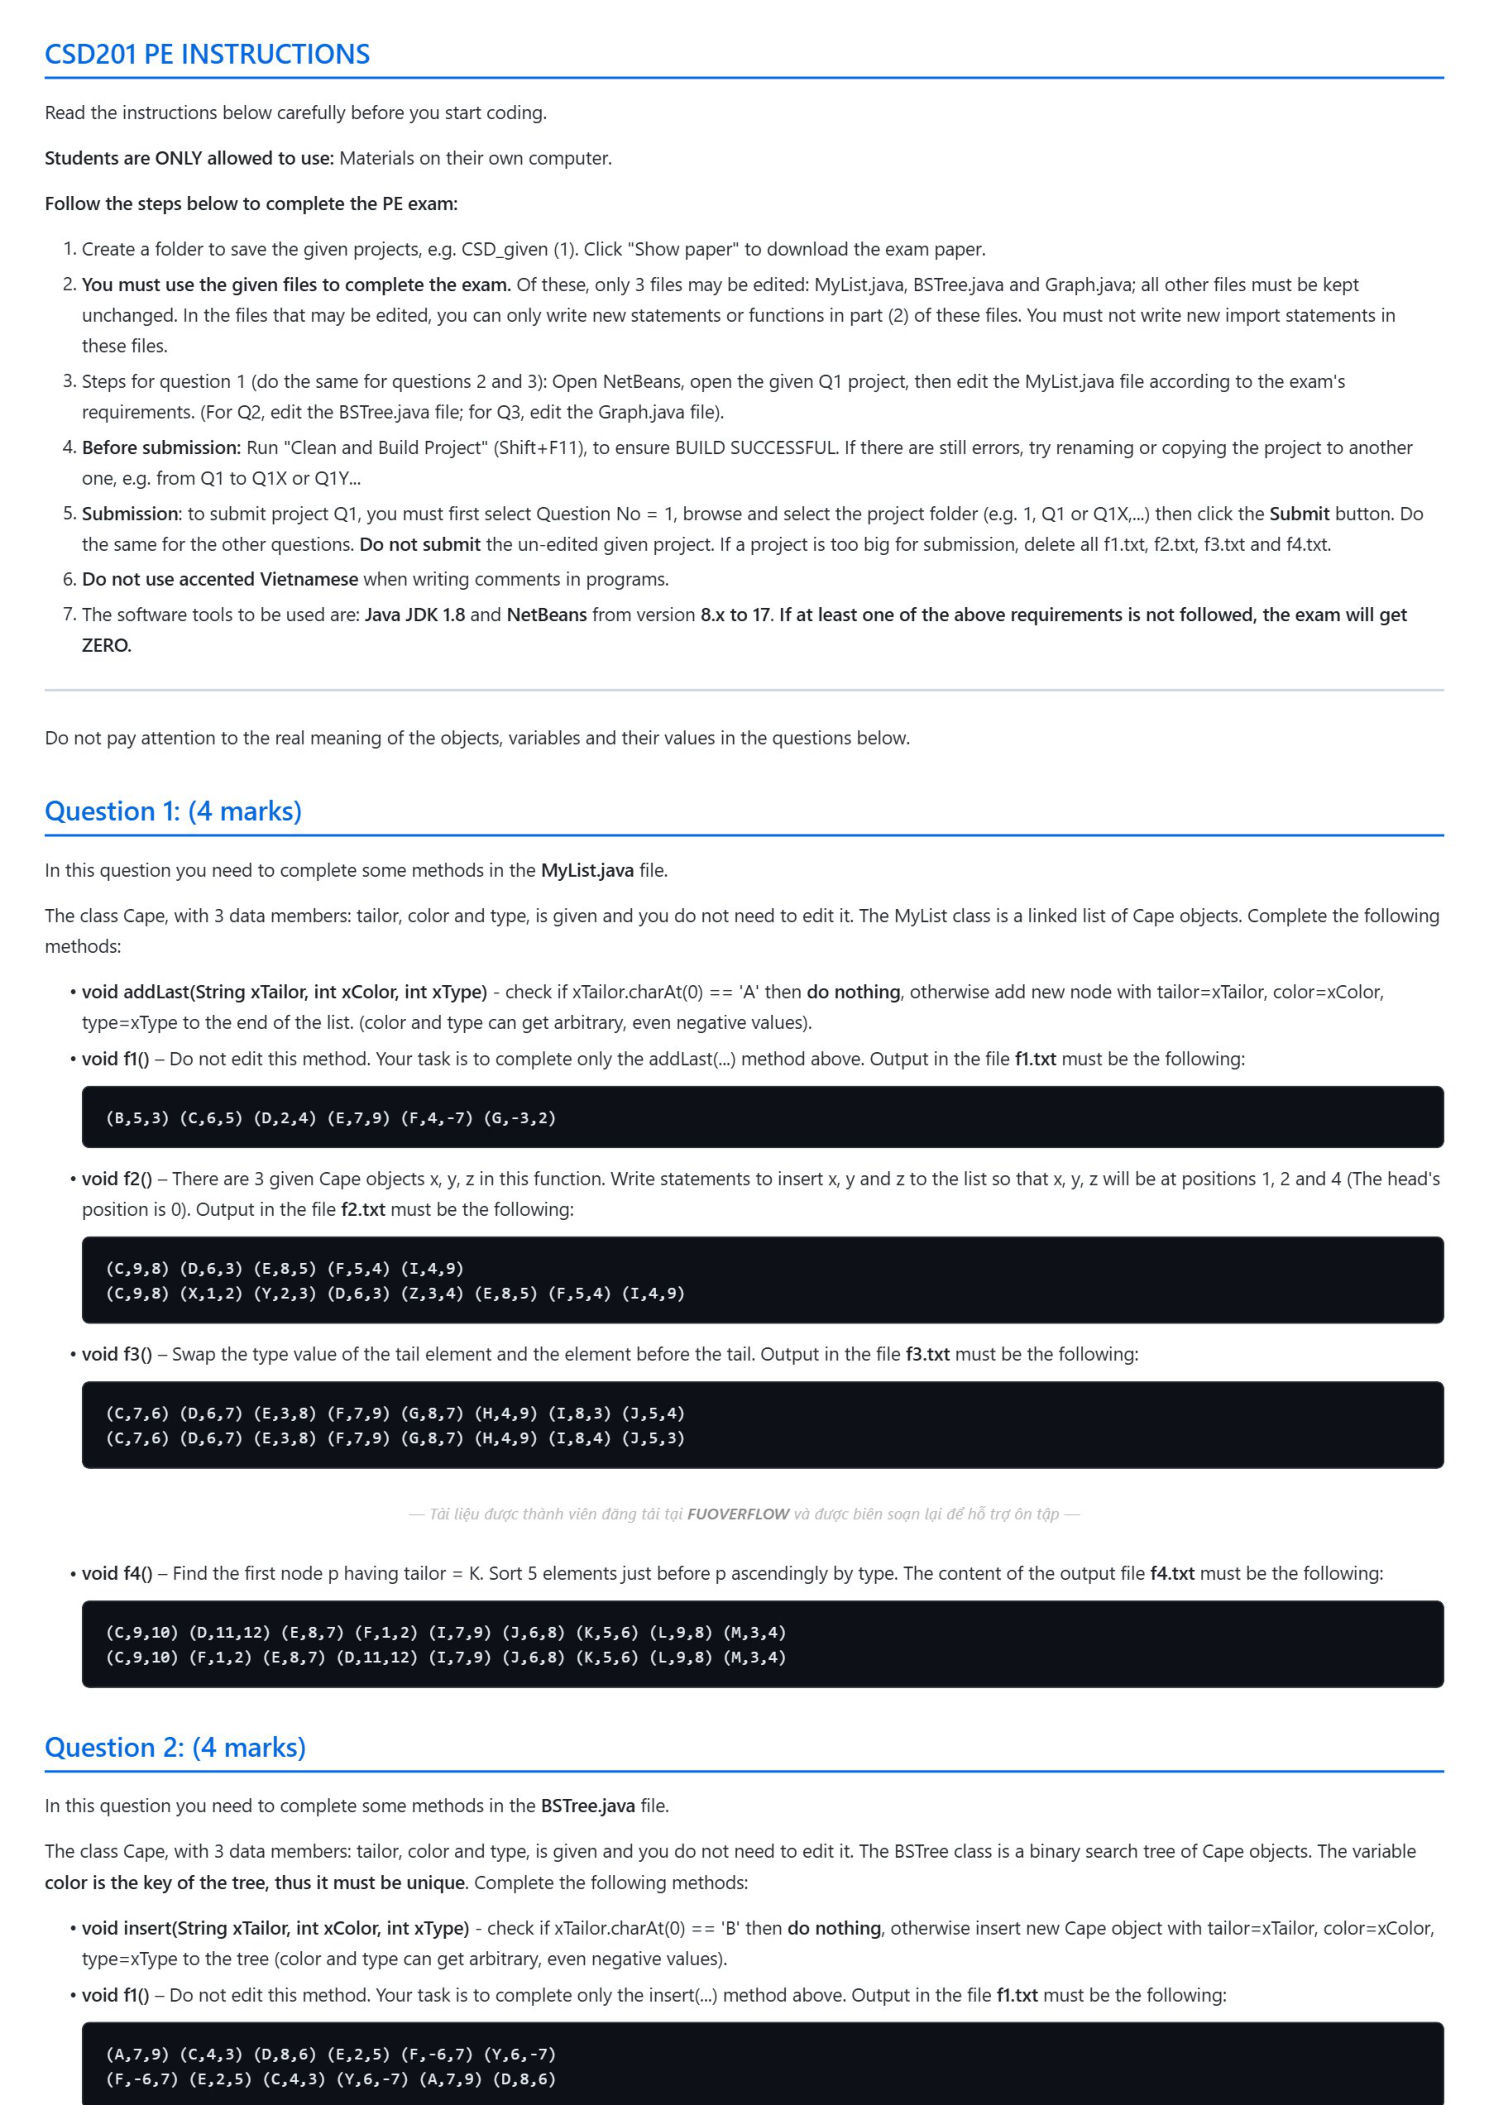 CSD201 PE INSTRUCTIONS
Read the instructions below carefully before you start coding.
Students are ONLY allowed to use: Materials on their own computer.
Follow the steps below to complete the PE exam:
1. Create a folder to save the given projects, e.g. CSD_given (1). Click "Show paper" to download the exam paper.
2. You must use the given files to complete the exam. Of these, only 3 files may be edited: MyList.java, BSTree.java and Graph.java; all other files must be kept
unchanged. In the files that may be edited, you can only write new statements or functions in part (2) of these files. You must not write new import statements in
these files.
3. Steps for question 1 (do the same for questions 2 and 3): Open NetBeans, open the given Q1 project, then edit the MyList.java file according to the exam's
requirements. (For Q2, edit the BSTree.java file; for Q3, edit the Graph.java file).
4. Before submission: Run "Clean and Build Project" (Shift+F11), to ensure BUILD SUCCESSFUL. If there are still errors, try renaming or copying the project to another
one, e.g. from Q1 to Q1X or Q1Y...
5. Submission: to submit project Q1, you must first select Question No = 1, browse and select the project folder (e.g. 1, Q1 or Q1X,...) then click the Submit button. Do
the same for the other questions. Do not submit the un-edited given project. If a project is too big for submission, delete all f1.txt, f2.txt, f3.txt and f4.txt.
6. Do not use accented Vietnamese when writing comments in programs.
7. The software tools to be used are: Java JDK 1.8 and NetBeans from version 8.x to 17. If at least one of the above requirements is not followed, the exam will get
ZERO.
Do not pay attention to the real meaning of the objects, variables and their values in the questions below.
Question 1: (4 marks)
In this question you need to complete some methods in the MyList.java file.
The class Cape, with 3 data members: tailor, color and type, is given and you do not need to edit it. The MyList class is a linked list of Cape objects. Complete the following
methods:
• void addLast(String xTailor, int xColor, int xType) - check if xTailor.charAt(0) == 'A' then do nothing, otherwise add new node with tailor=xTailor, color=xColor,
type=xType to the end of the list. (color and type can get arbitrary, even negative values).
• void f1() – Do not edit this method. Your task is to complete only the addLast(...) method above. Output in the file f1.txt must be the following:
(B,5,3) (C,6,5) (D,2,4) (E,7,9) (F,4,-7) (G,-3,2)
• void f2() – There are 3 given Cape objects x, y, z in this function. Write statements to insert x, y and z to the list so that x, y, z will be at positions 1, 2 and 4 (The head's
position is 0). Output in the file f2.txt must be the following:
(C,9,8) (D,6,3) (E,8,5) (F,5,4) (I,4,9)
(C,9,8) (X,1,2) (Y,2,3) (D,6,3) (Z,3,4) (E,8,5) (F,5,4) (I,4,9)
• void f3() – Swap the type value of the tail element and the element before the tail. Output in the file f3.txt must be the following:
(C,7,6) (D,6,7) (E,3,8) (F,7,9) (G,8,7) (H,4,9) (I,8,3) (J,5,4)
(C,7,6) (D,6,7) (E,3,8) (F,7,9) (G,8,7) (H,4,9) (I,8,4) (J,5,3)
— Tài liệu được thành viên đăng tải tại FUOVERFLOW và được biên soạn lại để hỗ trợ ôn tập —
• void f4() – Find the first node p having tailor = K. Sort 5 elements just before p ascendingly by type. The content of the output file f4.txt must be the following:
(C,9,10) (D,11,12) (E,8,7) (F,1,2) (I,7,9) (J,6,8) (K,5,6) (L,9,8) (M,3,4)
(C,9,10) (F,1,2) (E,8,7) (D,11,12) (I,7,9) (J,6,8) (K,5,6) (L,9,8) (M,3,4)
Question 2: (4 marks)
In this question you need to complete some methods in the BSTree.java file.
The class Cape, with 3 data members: tailor, color and type, is given and you do not need to edit it. The BSTree class is a binary search tree of Cape objects. The variable
color is the key of the tree, thus it must be unique. Complete the following methods:
• void insert(String xTailor, int xColor, int xType) - check if xTailor.charAt(0) == 'B' then do nothing, otherwise insert new Cape object with tailor=xTailor, color=xColor,
type=xType to the tree (color and type can get arbitrary, even negative values).
• void f1() – Do not edit this method. Your task is to complete only the insert(...) method above. Output in the file f1.txt must be the following:
(A,7,9) (C,4,3) (D,8,6) (E,2,5) (F,-6,7) (Y,6,-7)
(F,-6,7) (E,2,5) (C,4,3) (Y,6,-7) (A,7,9) (D,8,6)